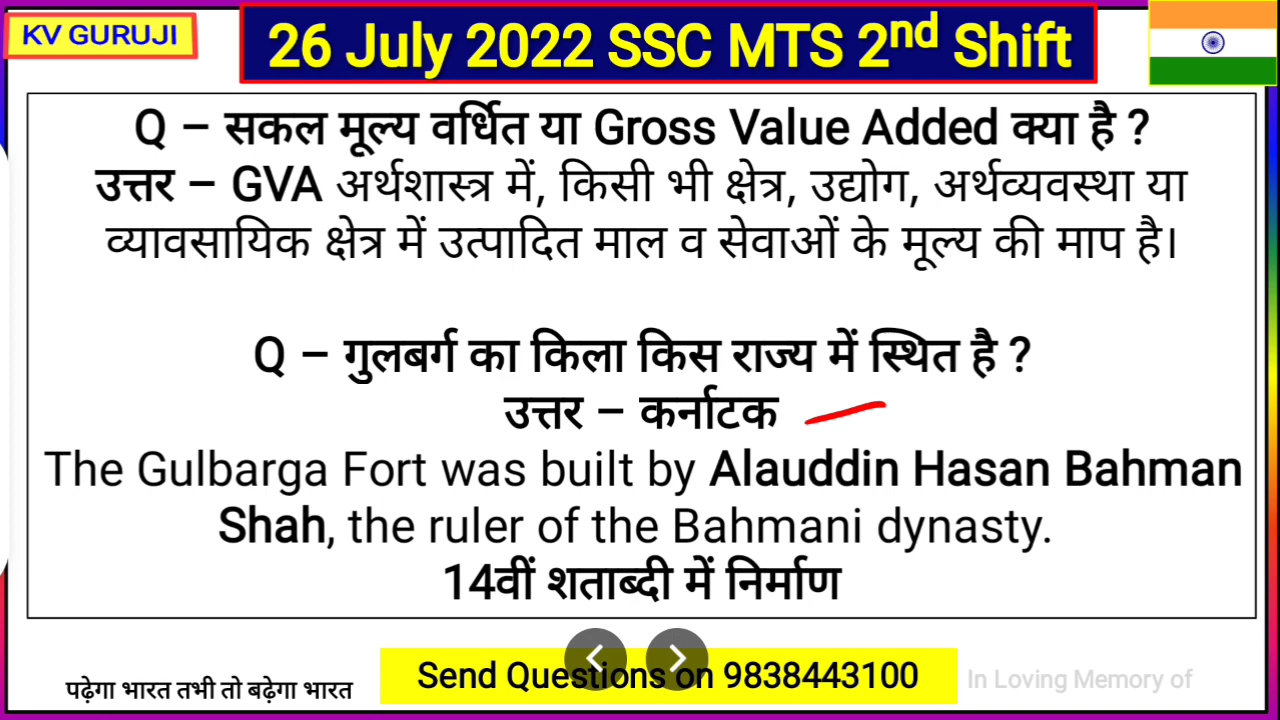 KV GURUJI
26 July 2022 SSC MTS 2nd Shift
Q – सकल मूल्य वर्धित या Gross Value Added क्या है ?
उत्तर – GVA अर्थशास्त्र में, किसी भी क्षेत्र, उद्योग, अर्थव्यवस्था या
व्यावसायिक क्षेत्र में उत्पादित माल व सेवाओं के मूल्य की माप है।
Q – गुलबर्ग का किला किस राज्य में स्थित है ?
उत्तर – कर्नाटक
The Gulbarga Fort was built by Alauddin Hasan Bahman
Shah, the ruler of the Bahmani dynasty.
14वीं शताब्दी में निर्माण
Send Questions on 9838443100
पढ़ेगा भारत तभी तो बढ़ेगा भारत
In Loving Memory of